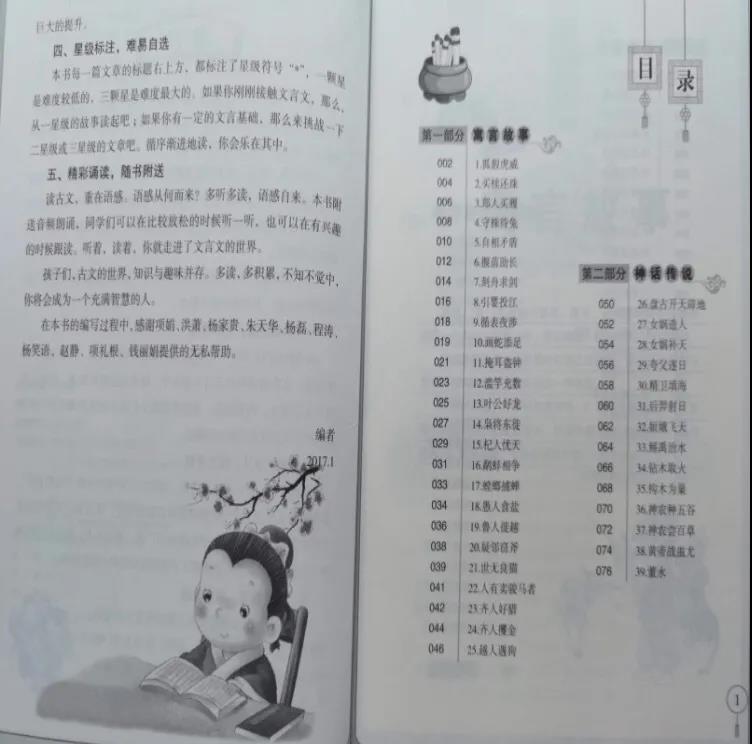 巨大的提升。
四、星级标注，难易自选
本书每一篇文章的标题右上方，都标注了星级符号“*”，一颗星
是难度较低的，三颗星是难度最大的。如果你刚刚接触文言文，那么，
从一星级的故事读起吧；如果你有一定的文言基础，那么来挑战一下
二星级或三星级的文章吧。循序渐进地读，你会乐在其中。
五、精彩诵读，随书附送
读古文，重在语感。语感从何而来？多听多读，语感自来。本书附
送音频朗诵，同学们可以在比较放松的时候听一听，也可以在有兴趣
的时候跟读。听着，读着，你就走进了文言文的世界。
孩子们，古文的世界，知识与趣味并存。多读，多积累，不知不觉中，
你将会成为一个充满智慧的人。
在本书的编写过程中，感谢项娟、洪萧、杨家贵、朱天华、杨磊、程涛、
杨笑语、赵静、项礼根、钱丽娟提供的无私帮助。
编者
2017.1
目录
第一部分 寓言故事
002 1.狐假虎威
004 2.买椟还珠
006 3.郑人买履
008 4.守株待兔
010 5.自相矛盾
012 6.揠苗助长
014 7.刻舟求剑
016 8.引婴投江
018 9.循表夜涉
019 10.画蛇添足
021 11.掩耳盗钟
023 12.滥竽充数
025 13.叶公好龙
027 14.枭将东徙
029 15.杞人忧天
031 16.鹬蚌相争
033 17.螳螂捕蝉
034 18.愚人食盐
036 19.鲁人徙越
038 20.疑邻窃斧
039 21.世无良猫
041 22.人有卖骏马者
042 23.齐人好猎
044 24.齐人攫金
046 25.越人遇狗
第二部分 神话传说
050 26.盘古开天辟地
052 27.女娲造人
054 28.女娲补天
056 29.夸父逐日
058 30.精卫填海
060 31.后羿射日
062 32.姮娥飞天
064 33.鲧禹治水
066 34.钻木取火
068 35.构木为巢
070 36.神农种五谷
072 37.神农尝百草
074 38.黄帝战蚩尤
076 39.董永
1